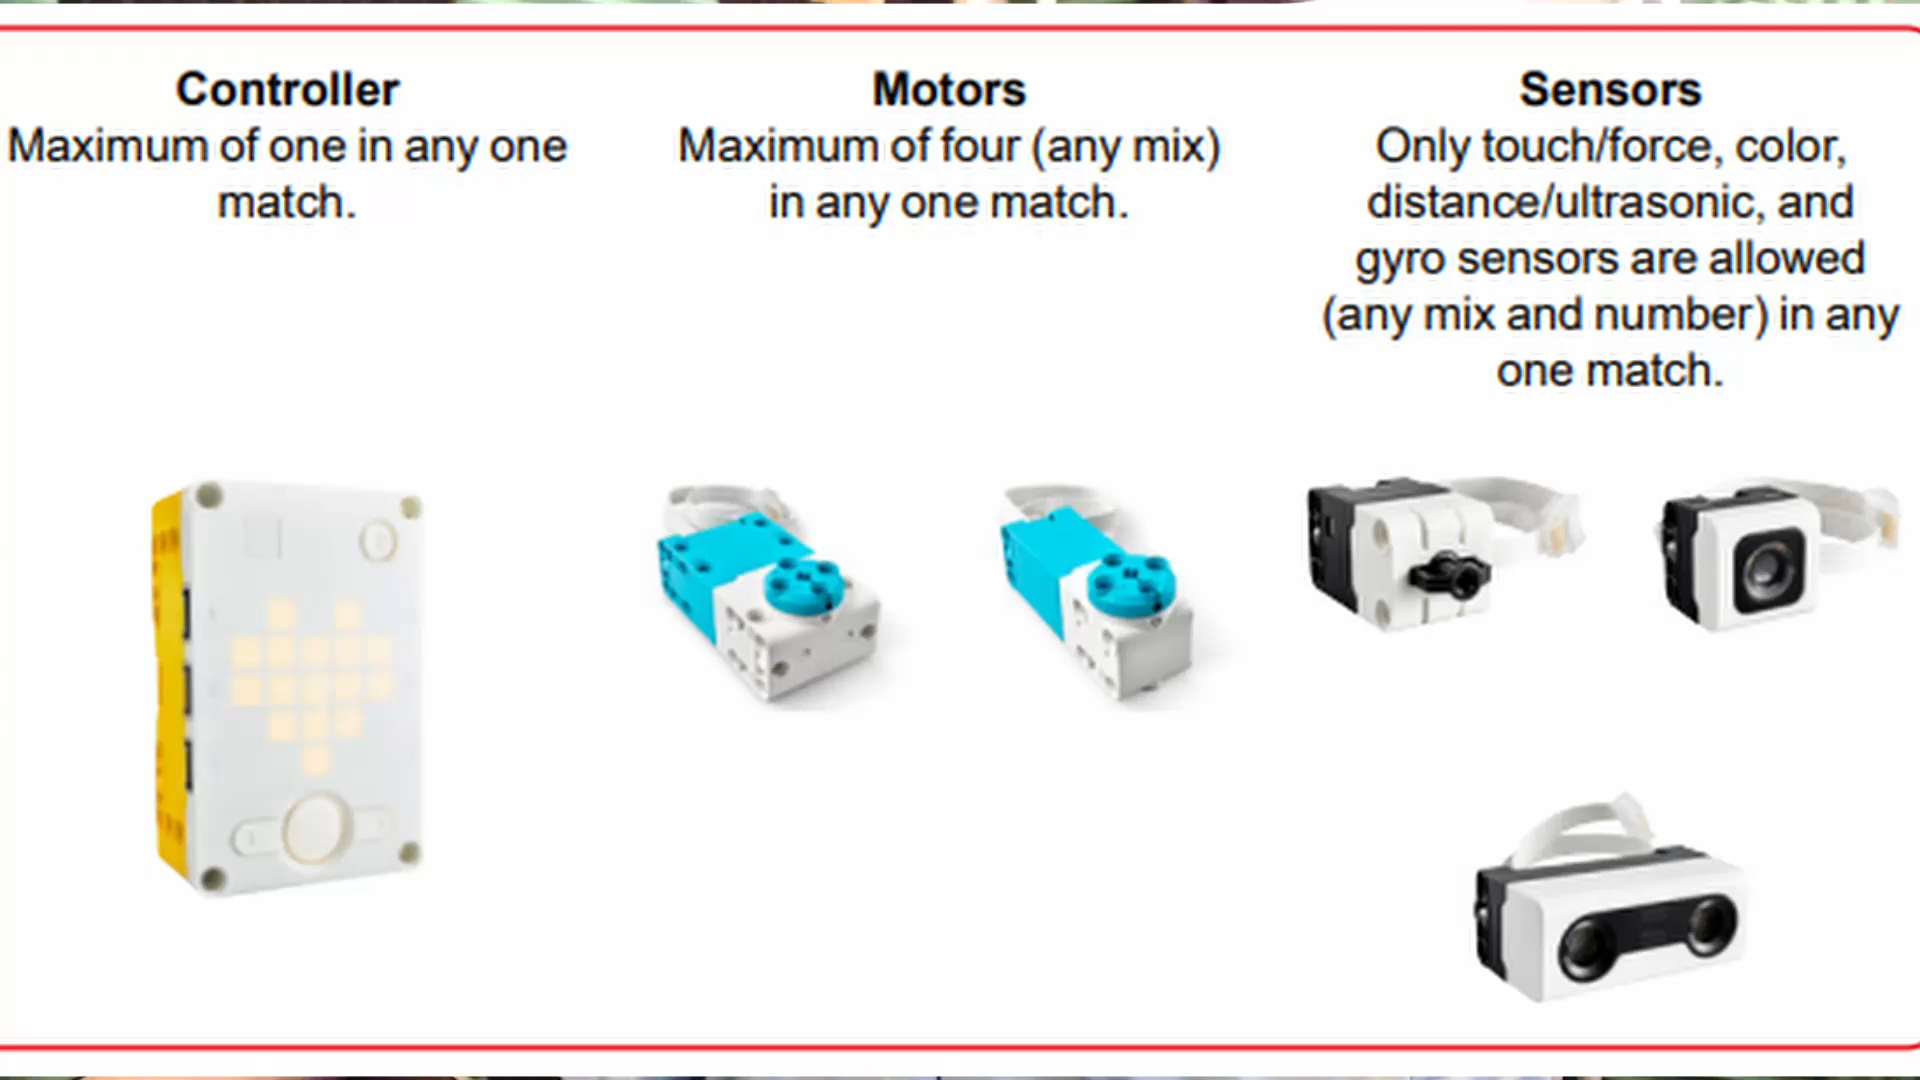 Controller
Maximum of one in any one
match.
Motors
Maximum of four (any mix)
in any one match.
Sensors
Only touch/force, color,
distance/ultrasonic, and
gyro sensors are allowed
(any mix and number) in any
one match.